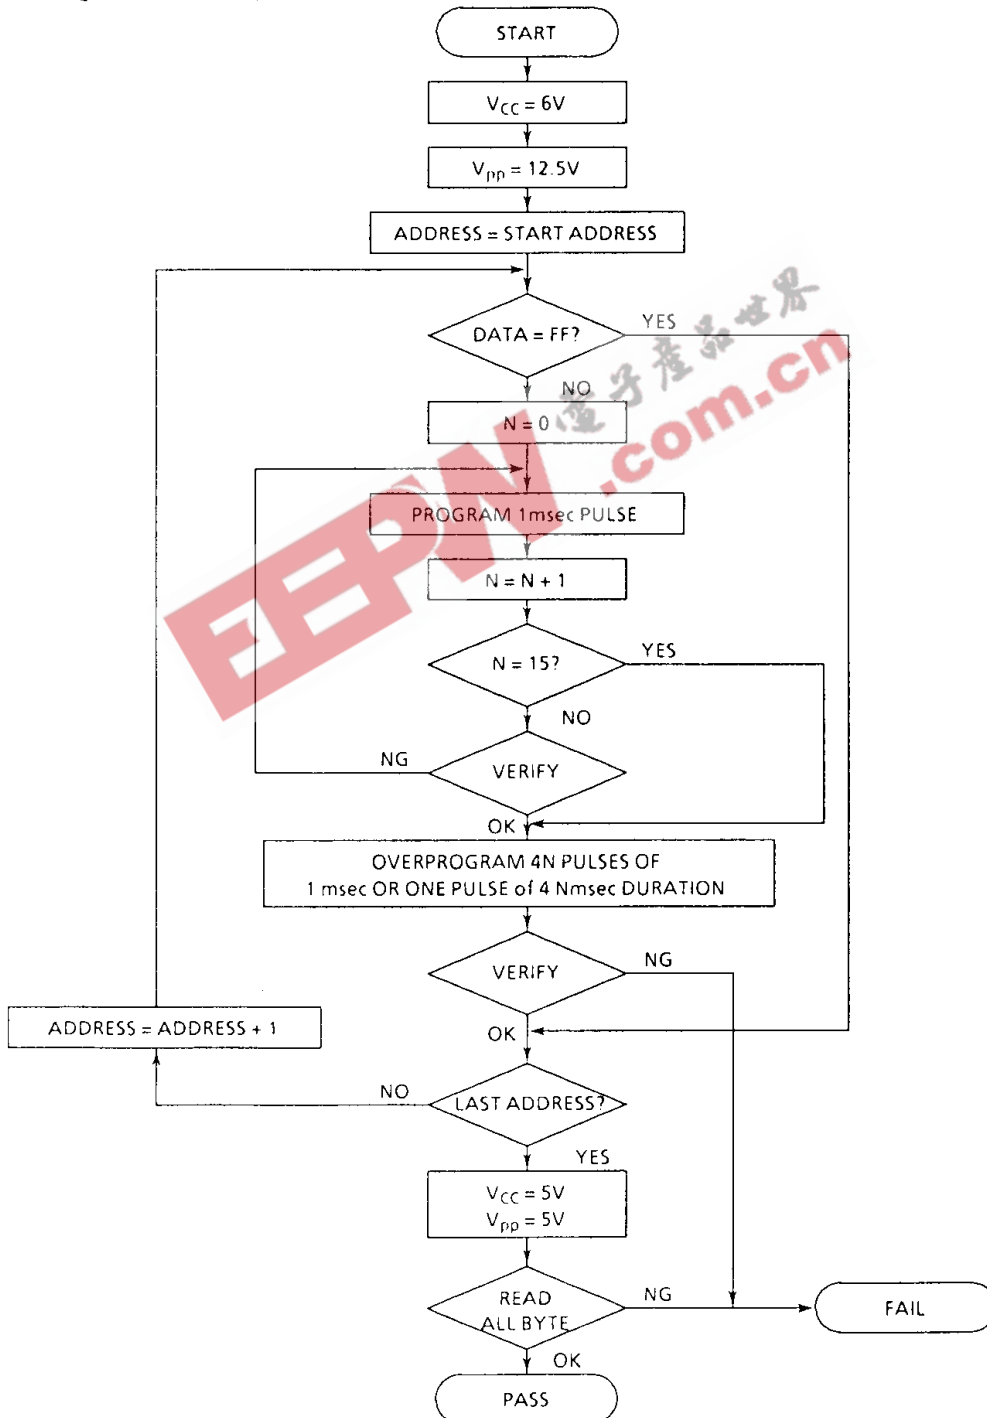 START
VCC = 6V
Vpp = 12.5V
ADDRESS = START ADDRESS
DATA = FF?
YES
NO
N = 0
電子產品世界
.com.cn
EEPW
PROGRAM 1msec PULSE
N = N + 1
N = 15?
YES
NO
NG
VERIFY
OK
OVERPROGRAM 4N PULSES OF
1 msec OR ONE PULSE of 4 Nmsec DURATION
VERIFY
NG
OK
ADDRESS = ADDRESS + 1
NO
LAST ADDRESS?
YES
VCC = 5V
Vpp = 5V
READ
ALL BYTE
NG
FAIL
OK
PASS